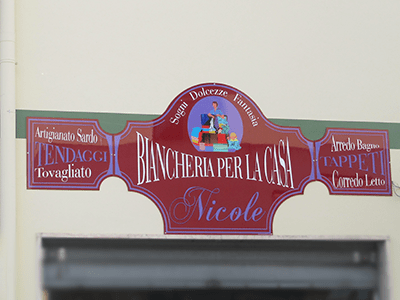 Sogni Dolcezze Fantasia
BIANCHERIA PER LA CASA
Nicole
Artigianato Sardo
TENDAGGI
Tovagliato
Arredo Bagno
TAPPETI
Corredo Letto